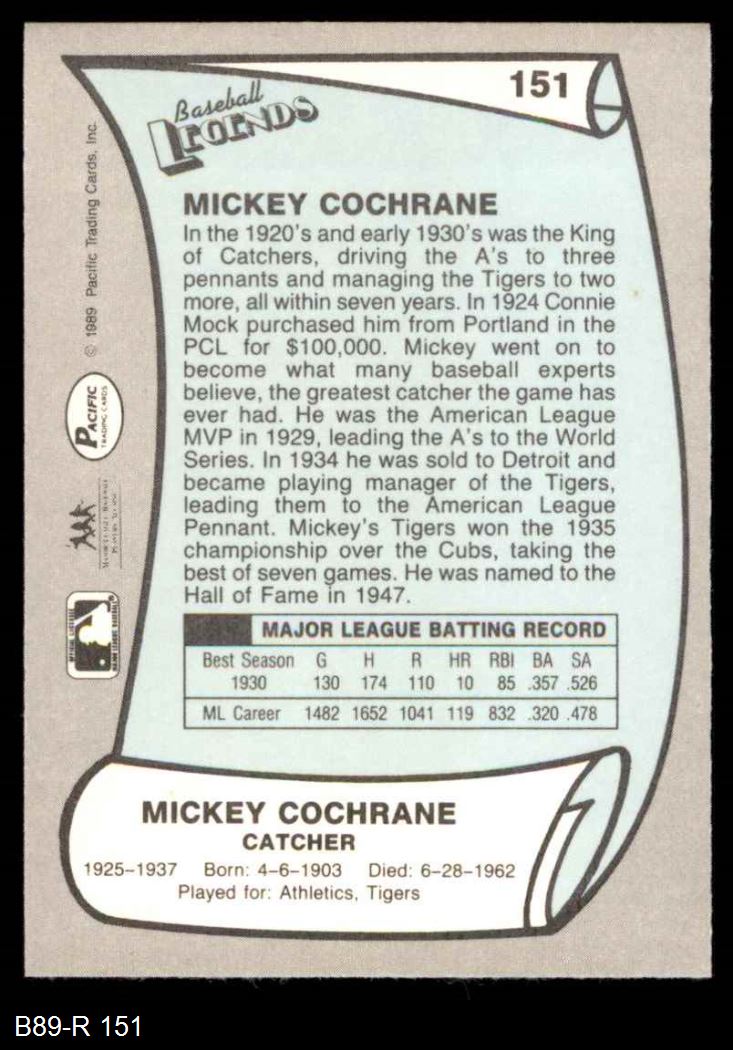 151
Baseball
LEGENDS
MICKEY COCHRANE
In the 1920's and early 1930's was the King
of Catchers, driving the A's to three
pennants and managing the Tigers to two
more, all within seven years. In 1924 Connie
Mock purchased him from Portland in the
PCL for $100,000. Mickey went on to
become what many baseball experts
believe, the greatest catcher the game has
ever had. He was the American League
MVP in 1929, leading the A's to the World
Series. In 1934 he was sold to Detroit and
became playing manager of the Tigers,
leading them to the American League
Pennant. Mickey's Tigers won the 1935
championship over the Cubs, taking the
best of seven games. He was named to the
Hall of Fame in 1947.
MAJOR LEAGUE BATTING RECORD
Best Season G H R HR RBI BA SA
1930 130 174 110 10 85 .357 .526
ML Career 1482 1652 1041 119 832 .320 .478
MICKEY COCHRANE
CATCHER
1925-1937 Born: 4-6-1903 Died: 6-28-1962
Played for: Athletics, Tigers
© 1989 Pacific Trading Cards, Inc.
PACIFIC
TRADING CARDS
B89-R 151